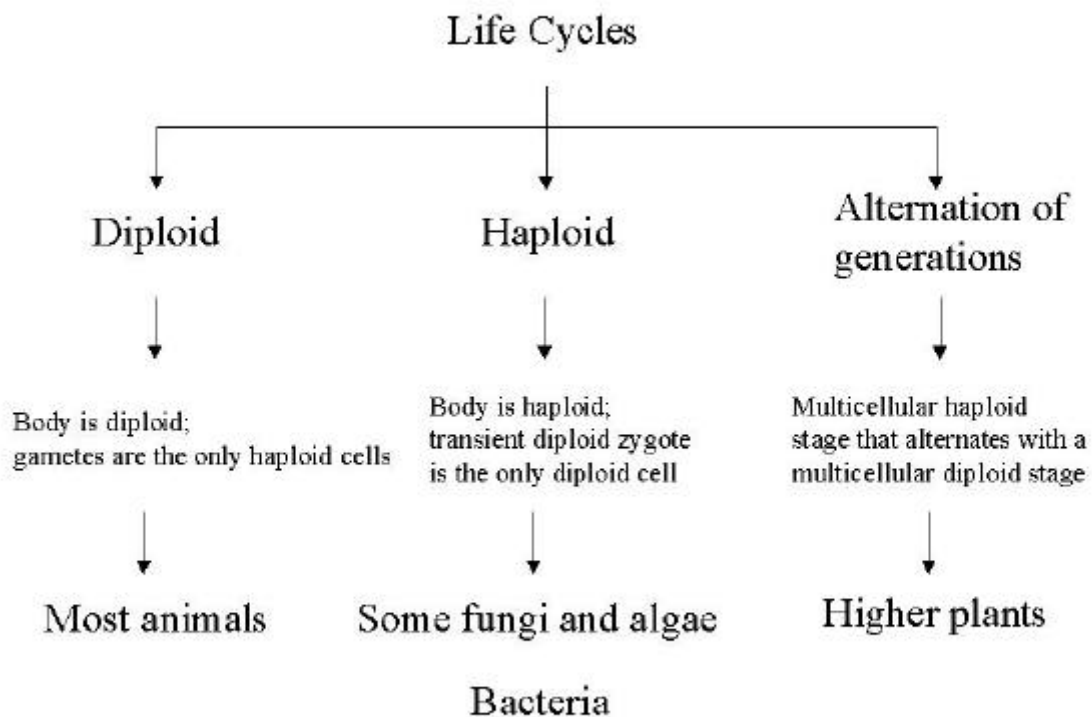 Life Cycles
Diploid
Haploid
Alternation of
generations
Body is diploid;
gametes are the only haploid cells
Body is haploid;
transient diploid zygote
is the only diploid cell
Multicellular haploid
stage that alternates with a
multicellular diploid stage
Most animals
Some fungi and algae
Higher plants
Bacteria